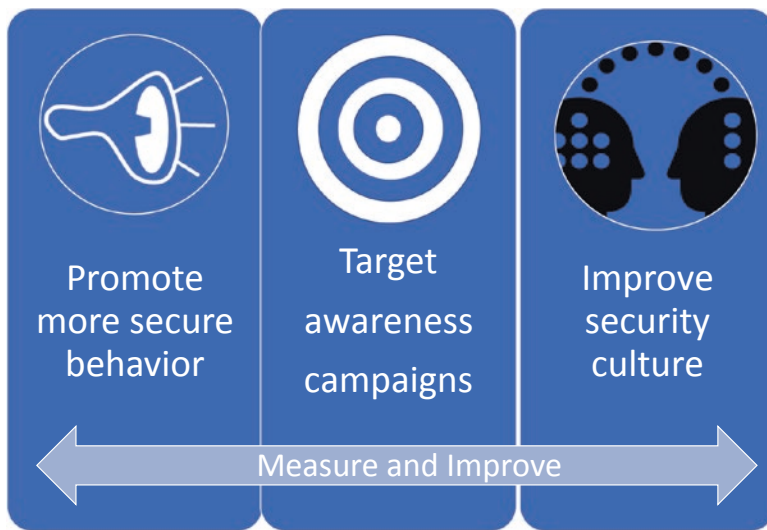 Promote
more secure
behavior
Target
awareness
campaigns
Improve
security
culture
Measure and Improve